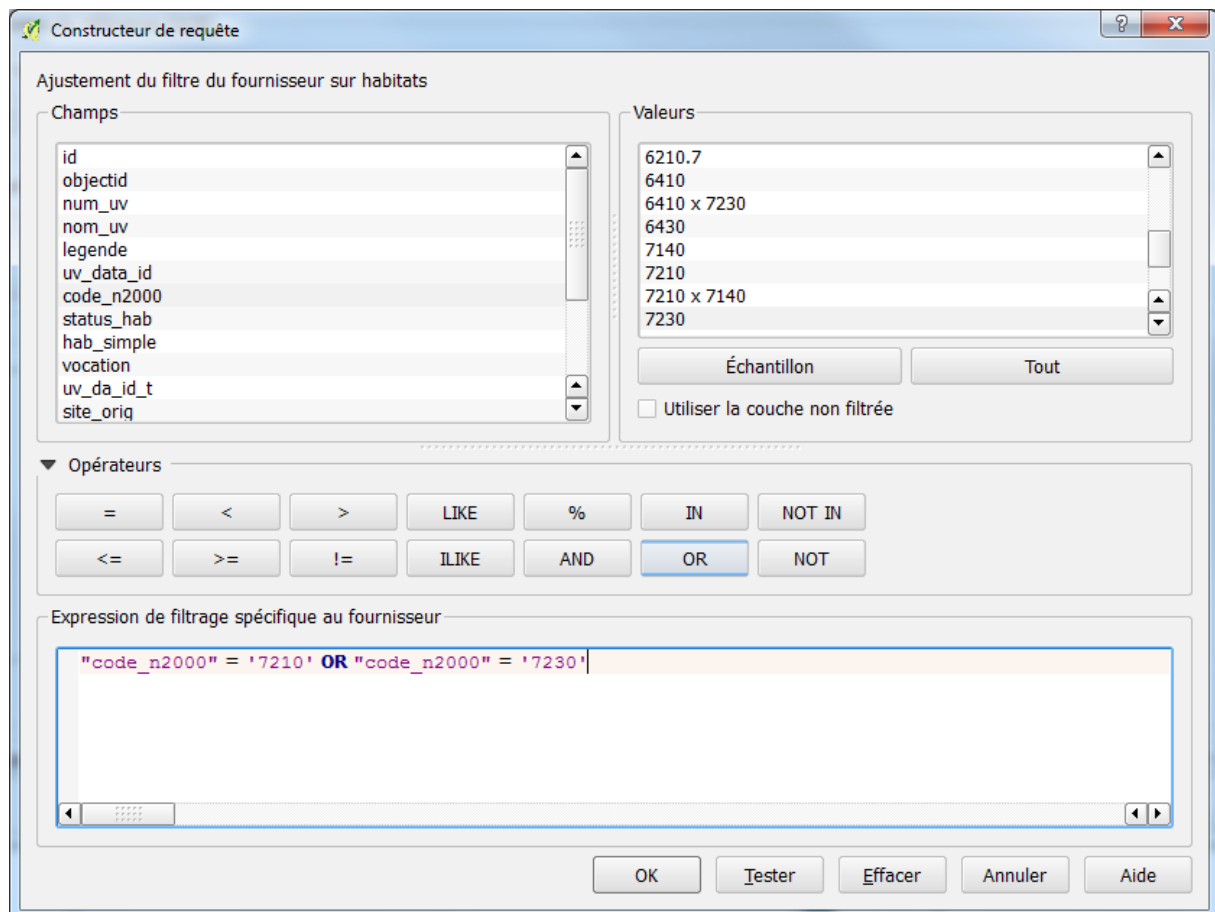 Constructeur de requête
Ajustement du filtre du fournisseur sur habitats
Champs
id
objectid
num_uv
nom_uv
legende
uv_data_id
code_n2000
status_hab
hab_simple
vocation
uv_da_id_t
site_orig
Valeurs
6210.7
6410
6410 x 7230
6430
7140
7210
7210 x 7140
7230
Échantillon
Tout
Utiliser la couche non filtrée
Opérateurs
= < > LIKE % IN NOT IN
<= >= != ILIKE AND OR NOT
Expression de filtrage spécifique au fournisseur
"code_n2000" = '7210' OR "code_n2000" = '7230'
OK Tester Effacer Annuler Aide